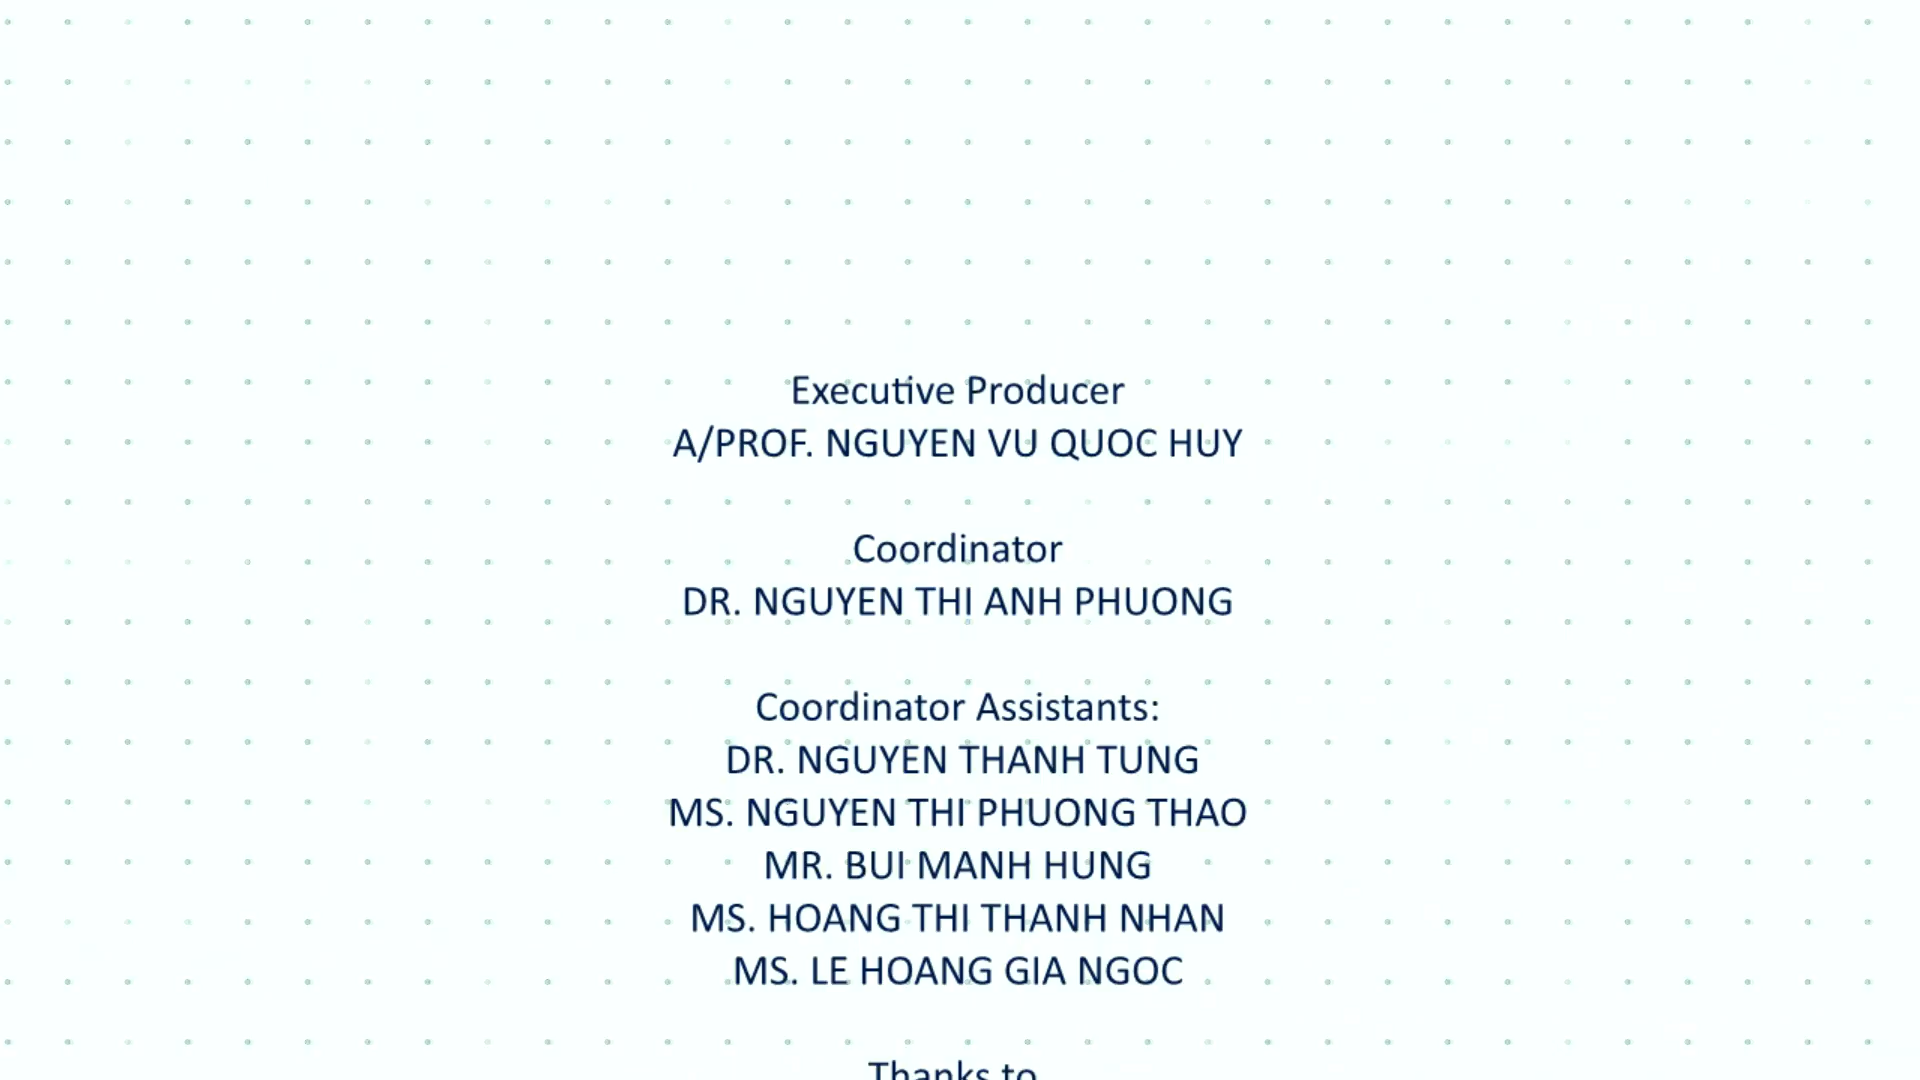 Executive Producer
A/PROF. NGUYEN VU QUOC HUY
Coordinator
DR. NGUYEN THI ANH PHUONG
Coordinator Assistants:
DR. NGUYEN THANH TUNG
MS. NGUYEN THI PHUONG THAO
MR. BUI MANH HUNG
MS. HOANG THI THANH NHAN
MS. LE HOANG GIA NGOC
Thanks to